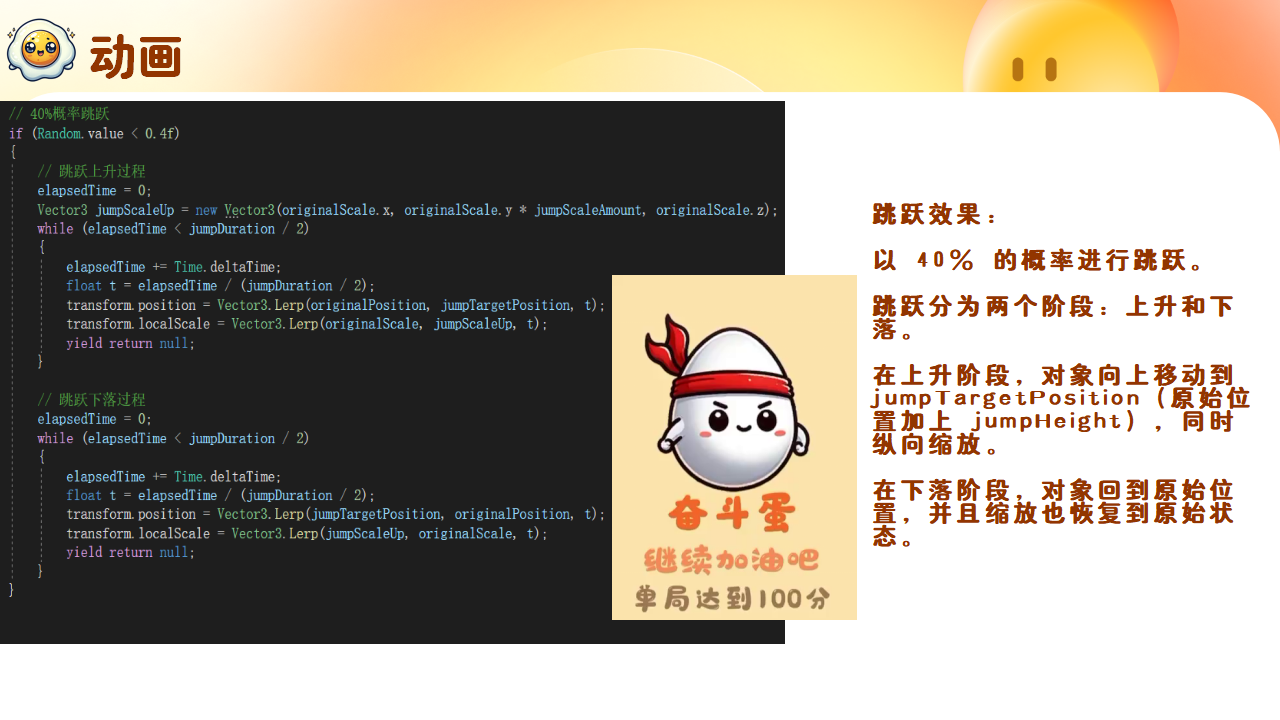 动画
// 40%概率跳跃
if (Random.value < 0.4f)
{
// 跳跃上升过程
elapsedTime = 0;
Vector3 jumpScaleUp = new Vector3(originalScale.x, originalScale.y * jumpScaleAmount, originalScale.z);
while (elapsedTime < jumpDuration / 2)
{
elapsedTime += Time.deltaTime;
float t = elapsedTime / (jumpDuration / 2);
transform.position = Vector3.Lerp(originalPosition, jumpTargetPosition, t);
transform.localScale = Vector3.Lerp(originalScale, jumpScaleUp, t);
yield return null;
}
// 跳跃下落过程
elapsedTime = 0;
while (elapsedTime < jumpDuration / 2)
{
elapsedTime += Time.deltaTime;
float t = elapsedTime / (jumpDuration / 2);
transform.position = Vector3.Lerp(jumpTargetPosition, originalPosition, t);
transform.localScale = Vector3.Lerp(jumpScaleUp, originalScale, t);
yield return null;
}
}
奋斗蛋
继续加油吧
单局达到100分
跳跃效果：
以 40% 的概率进行跳跃。
跳跃分为两个阶段：上升和下
落。
在上升阶段，对象向上移动到
jumpTargetPosition（原始位
置加上 jumpHeight），同时
纵向缩放。
在下落阶段，对象回到原始位
置，并且缩放也恢复到原始状
态。